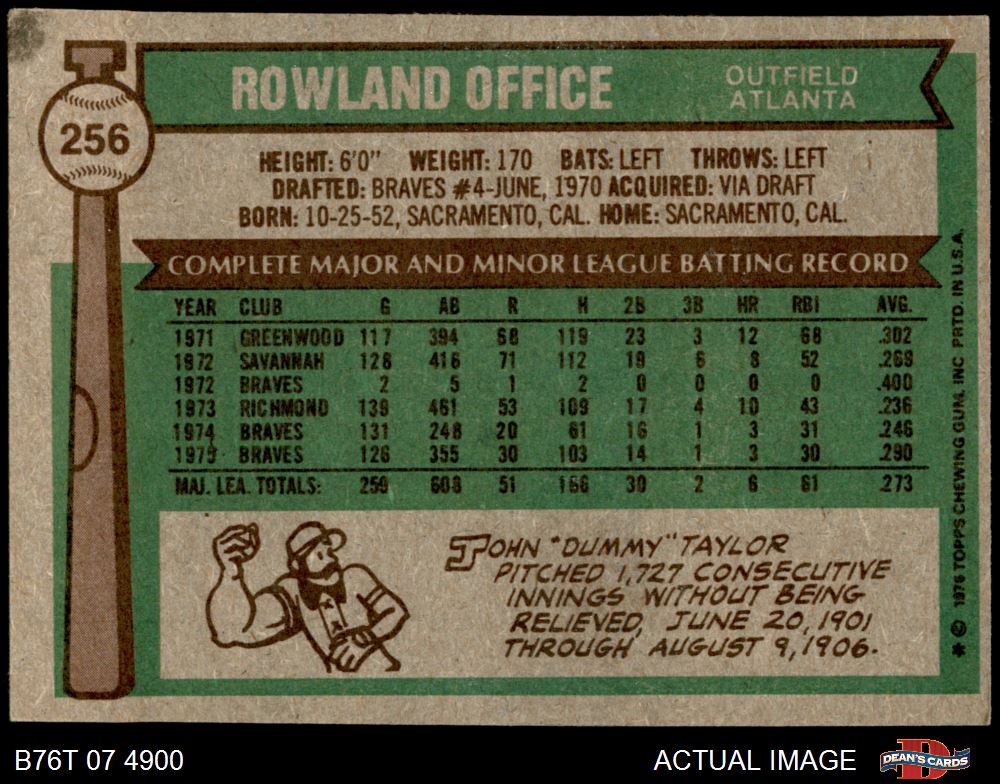 256
ROWLAND OFFICE
OUTFIELD
ATLANTA
HEIGHT: 6'0" WEIGHT: 170 BATS: LEFT THROWS: LEFT
DRAFTED: BRAVES #4-JUNE, 1970 ACQUIRED: VIA DRAFT
BORN: 10-25-52, SACRAMENTO, CAL. HOME: SACRAMENTO, CAL.
COMPLETE MAJOR AND MINOR LEAGUE BATTING RECORD
YEAR CLUB G AB R H 2B 3B HR RBI AVG.
1971 GREENWOOD 117 394 68 119 23 3 12 68 .302
1972 SAVANNAH 128 416 71 112 19 6 8 52 .269
1972 BRAVES 2 5 1 2 0 0 0 0 .400
1973 RICHMOND 139 461 53 109 17 4 10 43 .236
1974 BRAVES 131 248 20 61 16 1 3 31 .246
1975 BRAVES 126 355 30 103 14 1 3 30 .290
MAJ. LEA. TOTALS: 259 608 51 166 30 2 6 61 .273
JOHN "DUMMY" TAYLOR
PITCHED 1,727 CONSECUTIVE
INNINGS WITHOUT BEING
RELIEVED, JUNE 20, 1901
THROUGH AUGUST 9, 1906.
* © 1976 TOPPS CHEWING GUM, INC. PRTD. IN U.S.A.
B76T 07 4900
ACTUAL IMAGE
D
DEAN'S CARDS